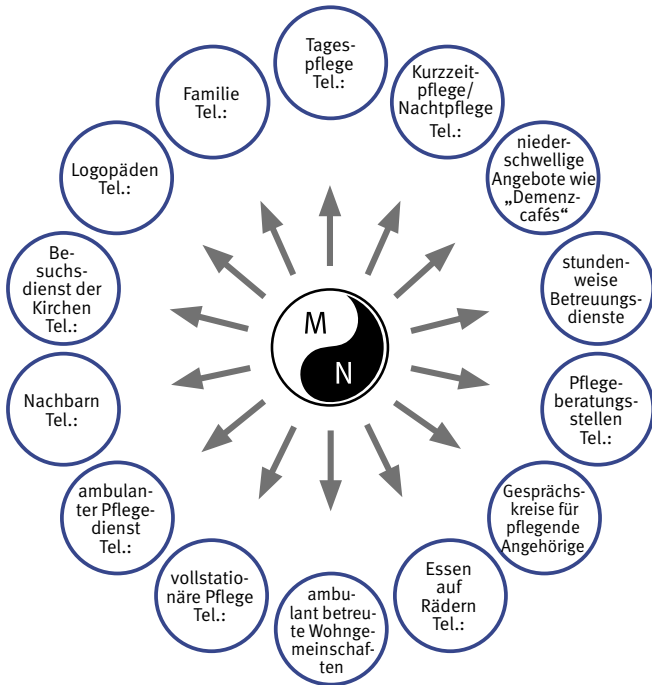 Tages-
pflege
Tel.:
Kurzzeit-
pflege/
Nachtpflege
Tel.:
nieder-
schwellige
Angebote wie
„Demenz-
cafés“
stunden-
weise
Betreuungs-
dienste
Pflege-
beratungs-
stellen
Tel.:
Gesprächs-
kreise für
pflegende
Angehörige
Essen
auf
Rädern
Tel.:
ambu-
lant betreu-
te Wohnge-
meinschaf-
ten
vollstatio-
näre Pflege
Tel.:
ambulan-
ter Pflege-
dienst
Tel.:
Nachbarn
Tel.:
Be-
suchs-
dienst der
Kirchen
Tel.:
Logopäden
Tel.:
Familie
Tel.:
M
N